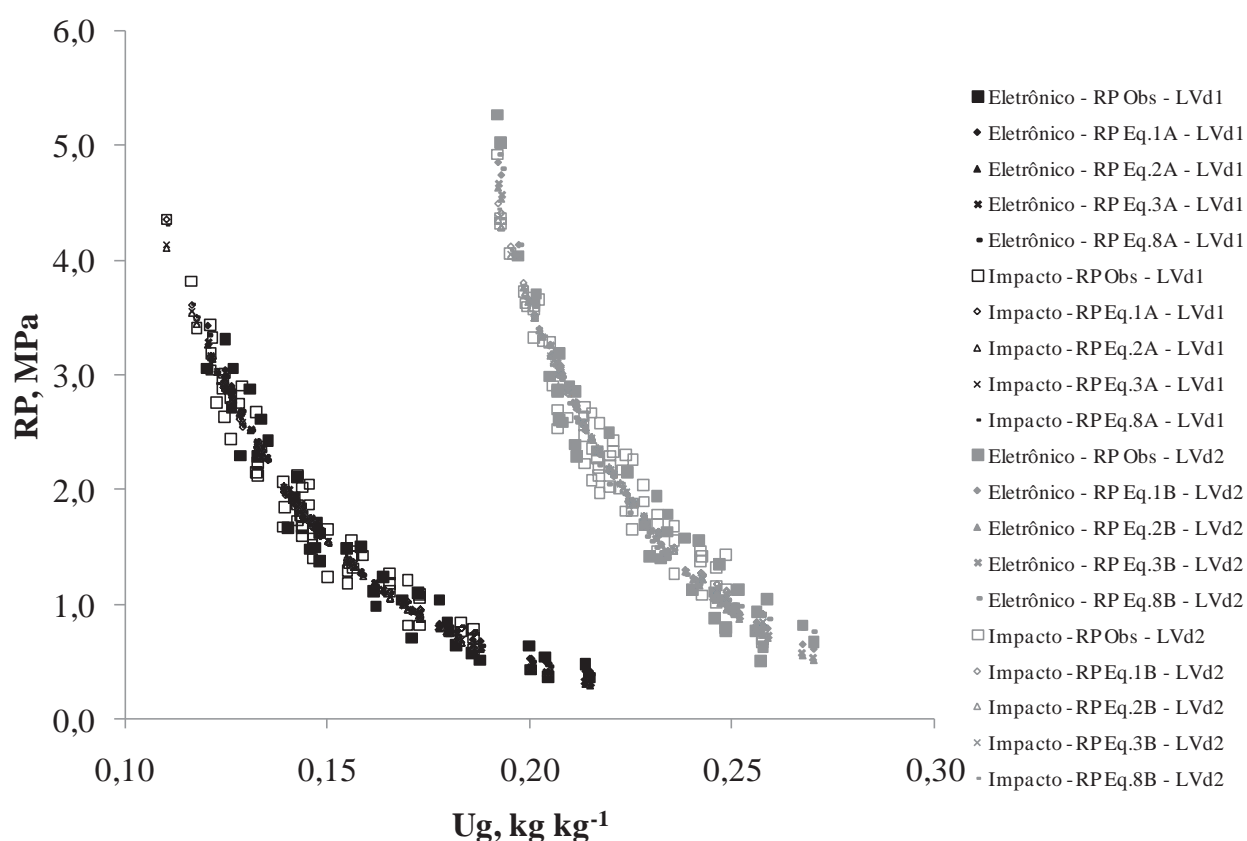 6,0
5,0
4,0
3,0
2,0
1,0
0,0
RP, MPa
0,10 0,15 0,20 0,25 0,30
Ug, kg kg⁻¹
Eletrônico - RP Obs - LVd1
Eletrônico - RP Eq.1A - LVd1
Eletrônico - RP Eq.2A - LVd1
Eletrônico - RP Eq.3A - LVd1
Eletrônico - RP Eq.8A - LVd1
Impacto - RP Obs - LVd1
Impacto - RP Eq.1A - LVd1
Impacto - RP Eq.2A - LVd1
Impacto - RP Eq.3A - LVd1
Impacto - RP Eq.8A - LVd1
Eletrônico - RP Obs - LVd2
Eletrônico - RP Eq.1B - LVd2
Eletrônico - RP Eq.2B - LVd2
Eletrônico - RP Eq.3B - LVd2
Eletrônico - RP Eq.8B - LVd2
Impacto - RP Obs - LVd2
Impacto - RP Eq.1B - LVd2
Impacto - RP Eq.2B - LVd2
Impacto - RP Eq.3B - LVd2
Impacto - RP Eq.8B - LVd2